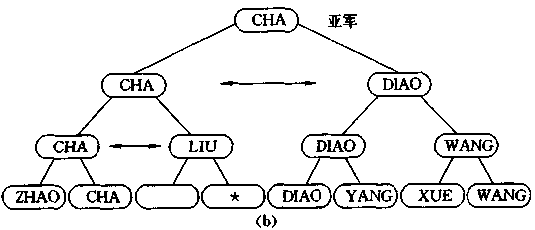 CHA 亚军
CHA DIAO
CHA LIU DIAO WANG
ZHAO CHA * DIAO YANG XUE WANG
(b)